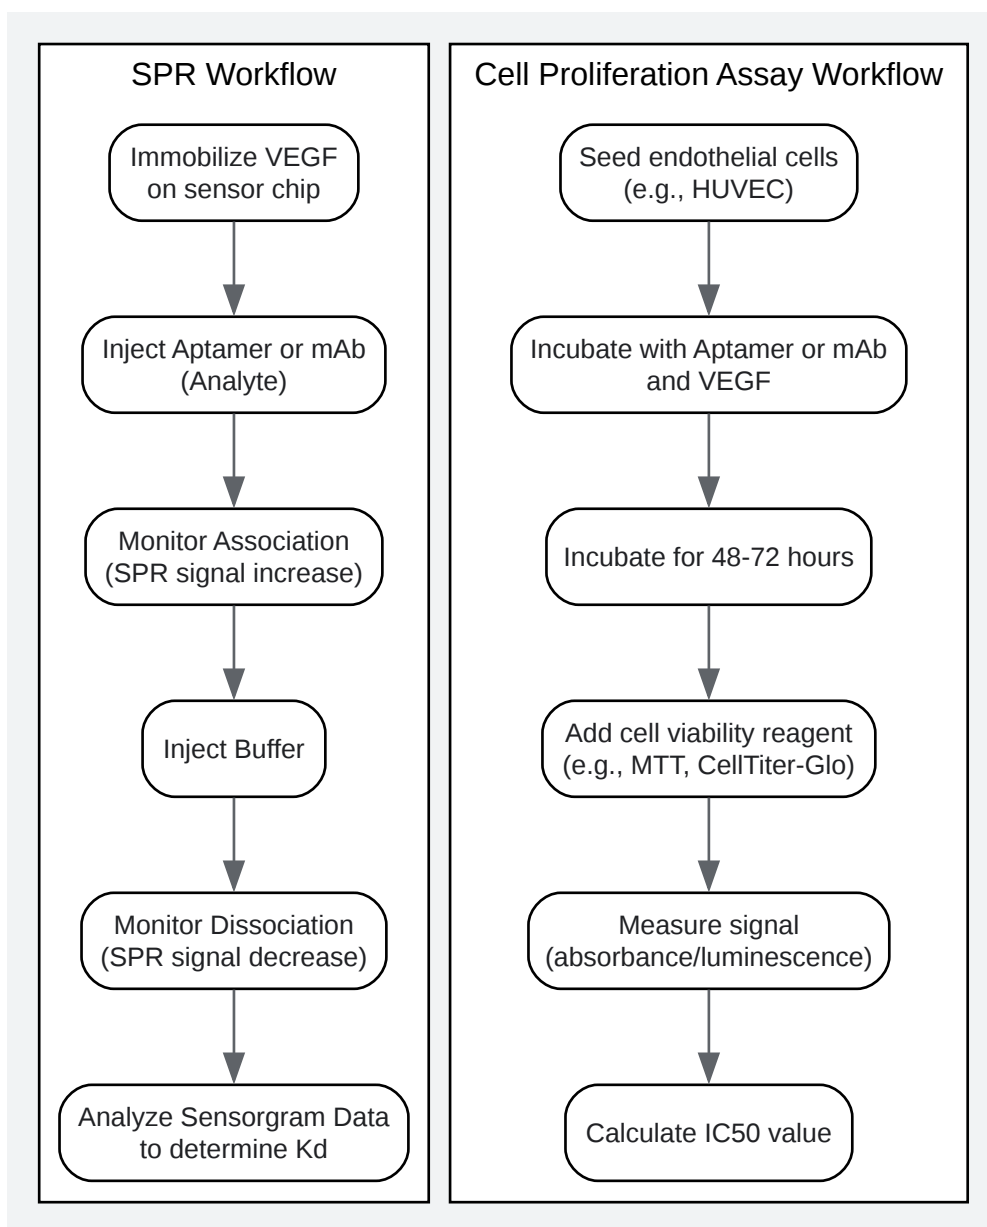 SPR Workflow
Immobilize VEGF
on sensor chip
Inject Aptamer or mAb
(Analyte)
Monitor Association
(SPR signal increase)
Inject Buffer
Monitor Dissociation
(SPR signal decrease)
Analyze Sensorgram Data
to determine Kd
Cell Proliferation Assay Workflow
Seed endothelial cells
(e.g., HUVEC)
Incubate with Aptamer or mAb
and VEGF
Incubate for 48-72 hours
Add cell viability reagent
(e.g., MTT, CellTiter-Glo)
Measure signal
(absorbance/luminescence)
Calculate IC50 value